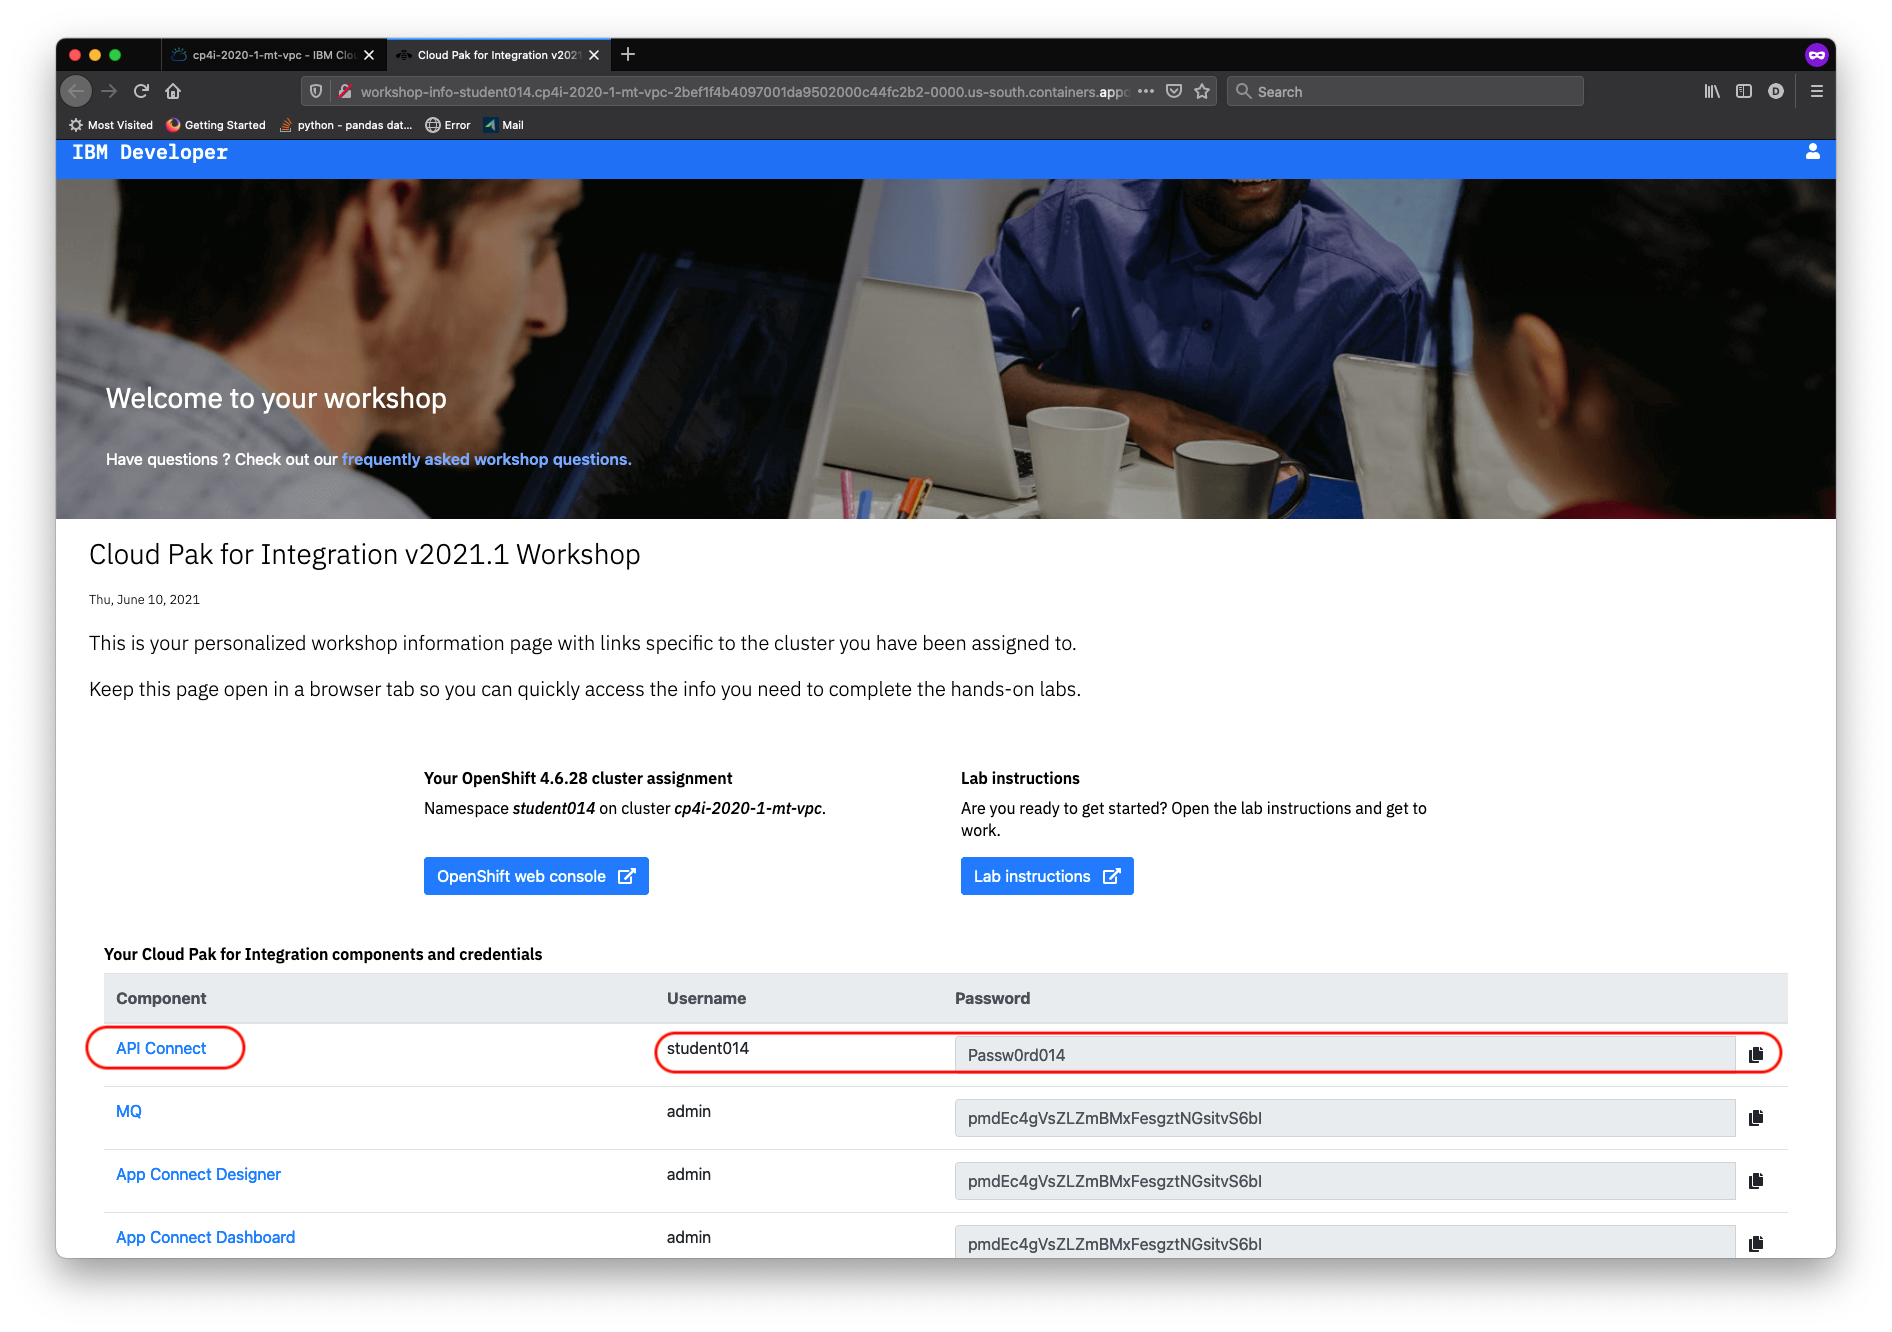 cp4i-2020-1-mt-vpc - IBM Clo
Cloud Pak for Integration v2021
workshop-info-student014.cp4i-2020-1-mt-vpc-2bef1f4b4097001da9502000c44fc2b2-0000.us-south.containers.appd
Search
Most Visited
Getting Started
python - pandas dat...
Error
Mail
IBM Developer
Welcome to your workshop
Have questions ? Check out our frequently asked workshop questions.
Cloud Pak for Integration v2021.1 Workshop
Thu, June 10, 2021
This is your personalized workshop information page with links specific to the cluster you have been assigned to.
Keep this page open in a browser tab so you can quickly access the info you need to complete the hands-on labs.
Your OpenShift 4.6.28 cluster assignment
Namespace student014 on cluster cp4i-2020-1-mt-vpc.
OpenShift web console
Lab instructions
Are you ready to get started? Open the lab instructions and get to
work.
Lab instructions
Your Cloud Pak for Integration components and credentials
Component Username Password
API Connect student014 Passw0rd014
MQ admin pmdEc4gVsZLZmBMxFesgztNGsitvS6bI
App Connect Designer admin pmdEc4gVsZLZmBMxFesgztNGsitvS6bI
App Connect Dashboard admin pmdEc4gVsZLZmBMxFesgztNGsitvS6bI